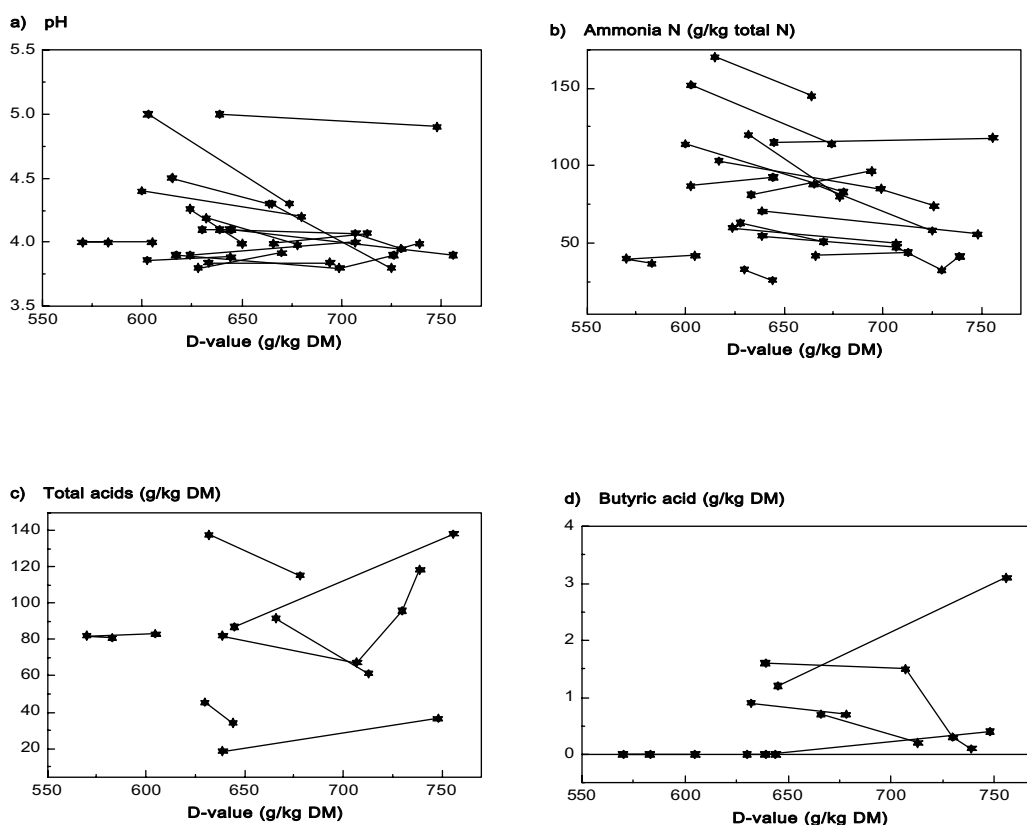 a) pH
5.5
5.0
4.5
4.0
3.5
550 600 650 700 750
D-value (g/kg DM)
b) Ammonia N (g/kg total N)
150
100
50
550 600 650 700 750
D-value (g/kg DM)
c) Total acids (g/kg DM)
140
120
100
80
60
40
20
550 600 650 700 750
D-value (g/kg DM)
d) Butyric acid (g/kg DM)
4
3
2
1
0
550 600 650 700 750
D-value (g/kg DM)